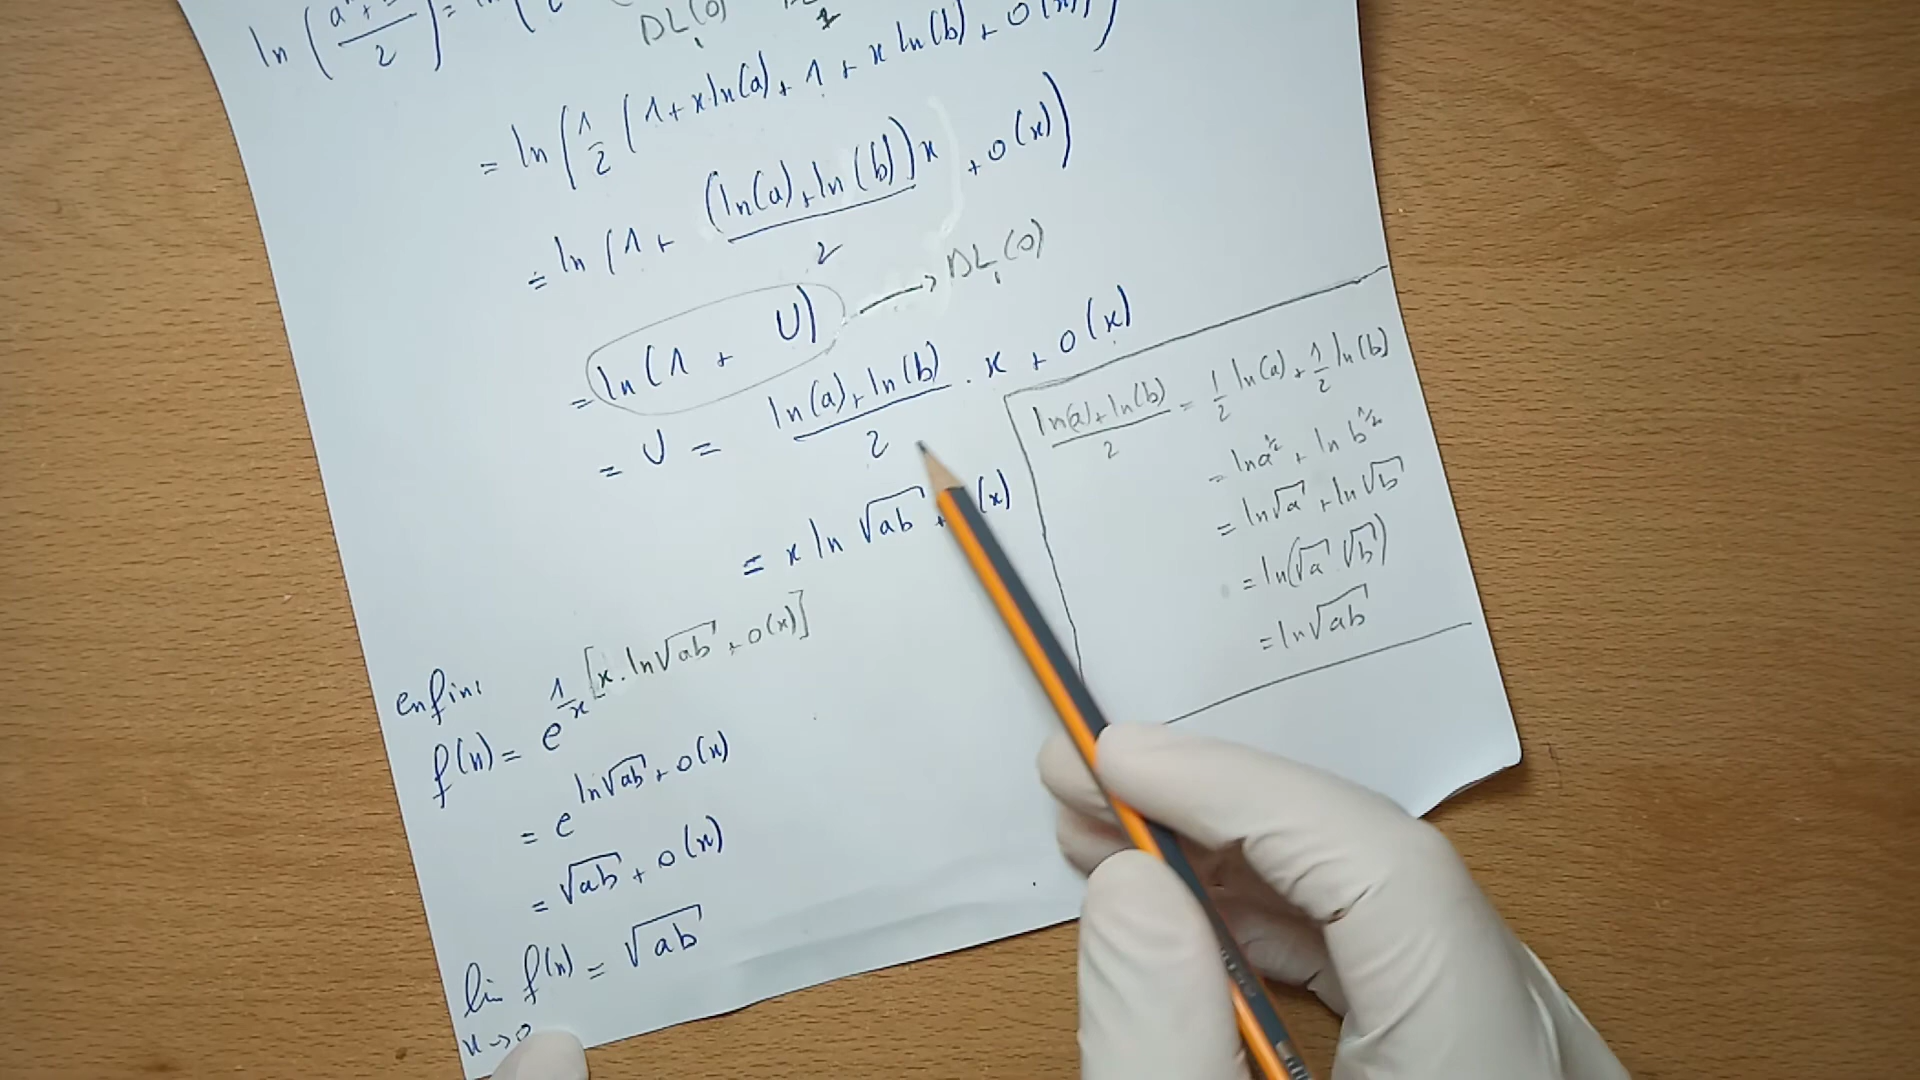 ln(a^x + /2) = ln(
DL₁(0)
= ln(1/2 (1+x ln(a) + 1 + x ln(b) + o(x))
= ln(1 + (ln(a)+ln(b))x/2 + o(x))
= ln(1 + U) → DL₁(0)
= U = ln(a)+ln(b)/2 . x + o(x)
= x ln √ab + (x)
enfin:
f(x) = e^1/x [x . ln√ab + o(x)]
= e^ln√ab + o(x)
= √ab + o(x)
lim f(x) = √ab
x→0
ln(a)+ln(b)/2 = 1/2 ln(a) + 1/2 ln(b)
= ln a^1/2 + ln b^1/2
= ln√a + ln√b
= ln(√a . √b)
= ln√ab